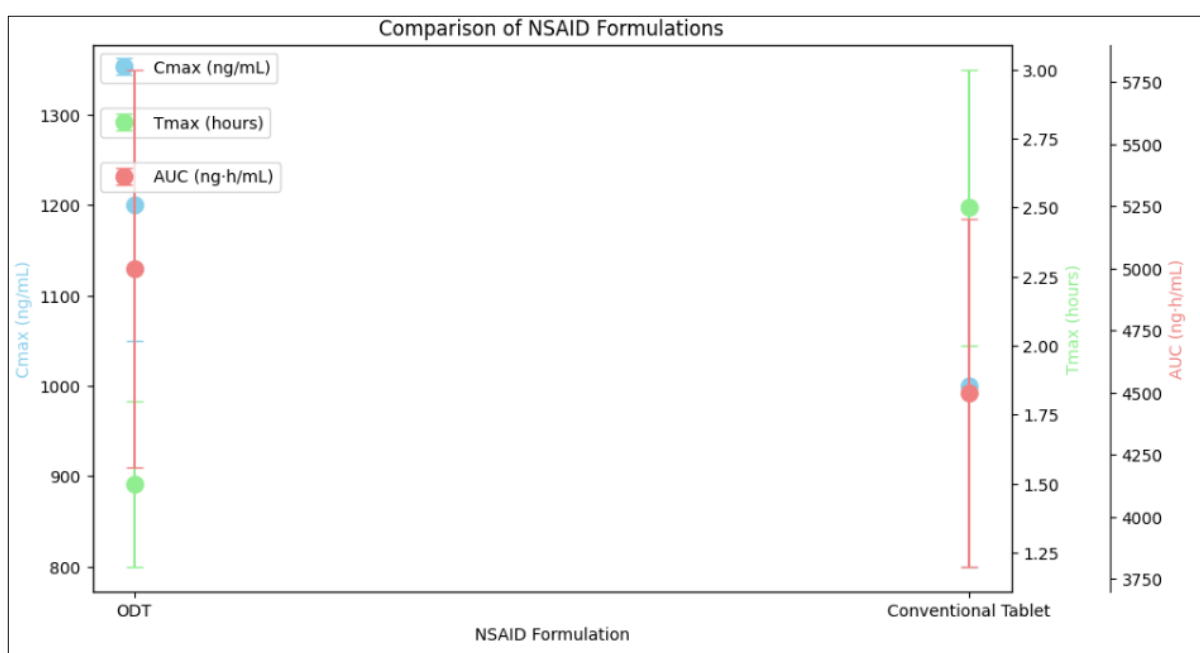 Comparison of NSAID Formulations
Cmax (ng/mL)
Tmax (hours)
AUC (ng·h/mL)
Cmax (ng/mL)
1300
1200
1100
1000
900
800
3.00
2.75
2.50
2.25
2.00
1.75
1.50
1.25
Tmax (hours)
5750
5500
5250
5000
4750
4500
4250
4000
3750
AUC (ng·h/mL)
ODT
Conventional Tablet
NSAID Formulation